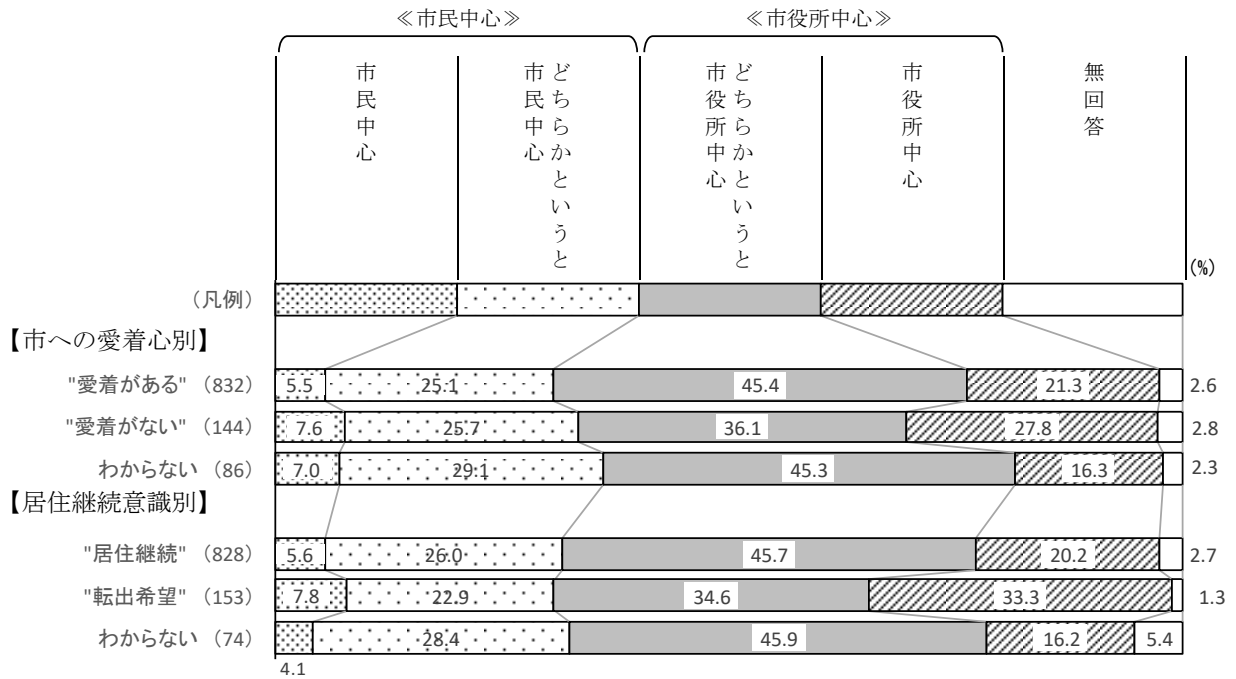 ≪市民中心≫ ≪市役所中心≫
市民中心
どちらかというと
市民中心
どちらかというと
市役所中心
市役所中心
無回答
(%)
（凡例）
【市への愛着心別】
"愛着がある" （832） 5.5 25.1 45.4 21.3 2.6
"愛着がない" （144） 7.6 25.7 36.1 27.8 2.8
わからない （86） 7.0 29.1 45.3 16.3 2.3
【居住継続意識別】
"居住継続" （828） 5.6 26.0 45.7 20.2 2.7
"転出希望" （153） 7.8 22.9 34.6 33.3 1.3
わからない （74） 28.4 45.9 16.2 5.4
4.1